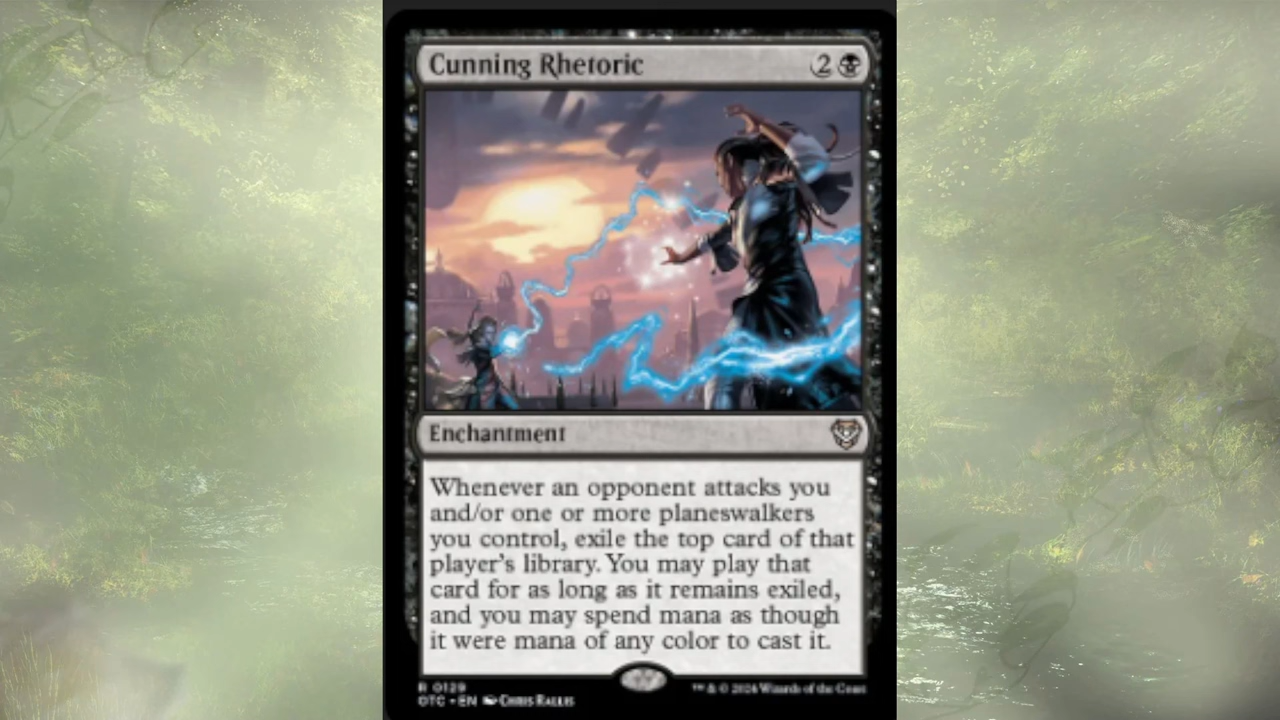 Cunning Rhetoric 2
Enchantment
Whenever an opponent attacks you
and/or one or more planeswalkers
you control, exile the top card of that
player's library. You may play that
card for as long as it remains exiled,
and you may spend mana as though
it were mana of any color to cast it.
R 0129
™ & © 2024 Wizards of the Coast
OTC • EN Chris Rallis